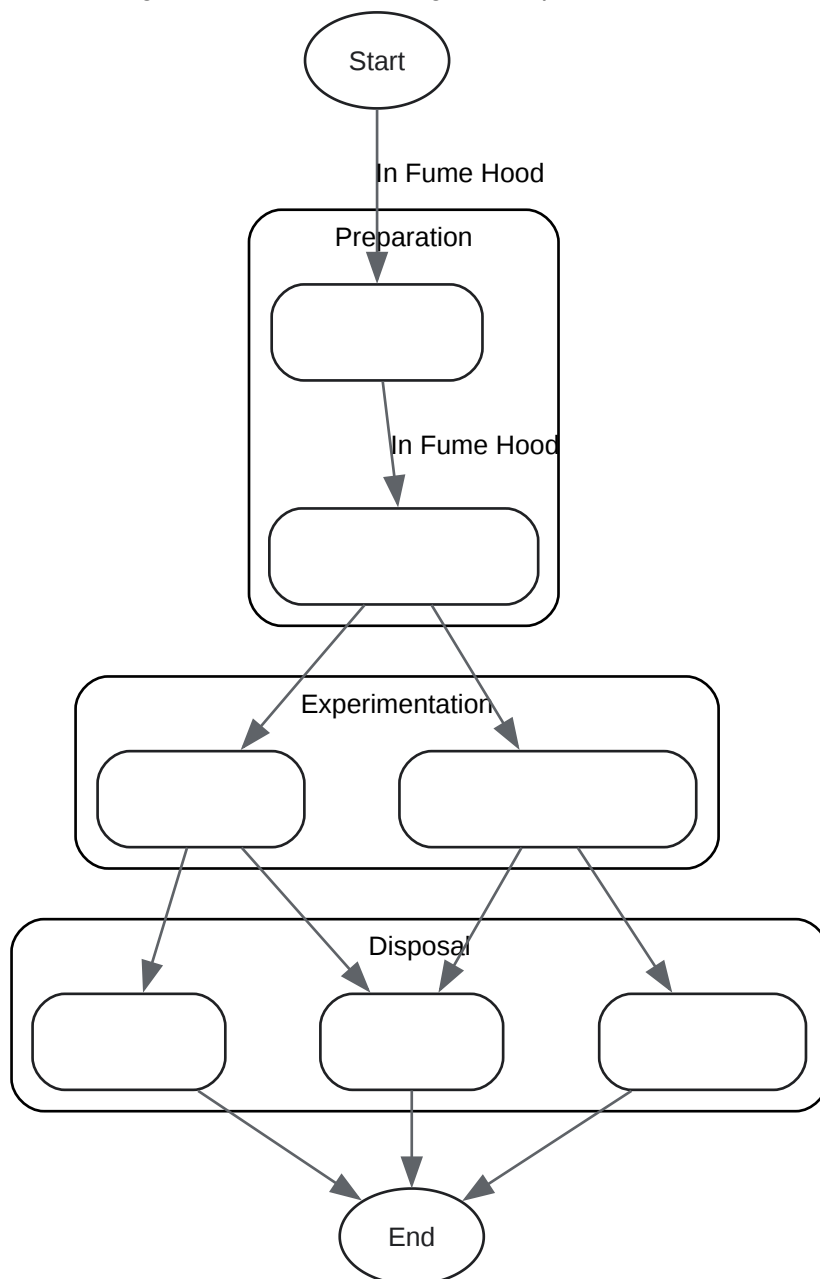 Start
In Fume Hood
Preparation
In Fume Hood
Experimentation
Disposal
End